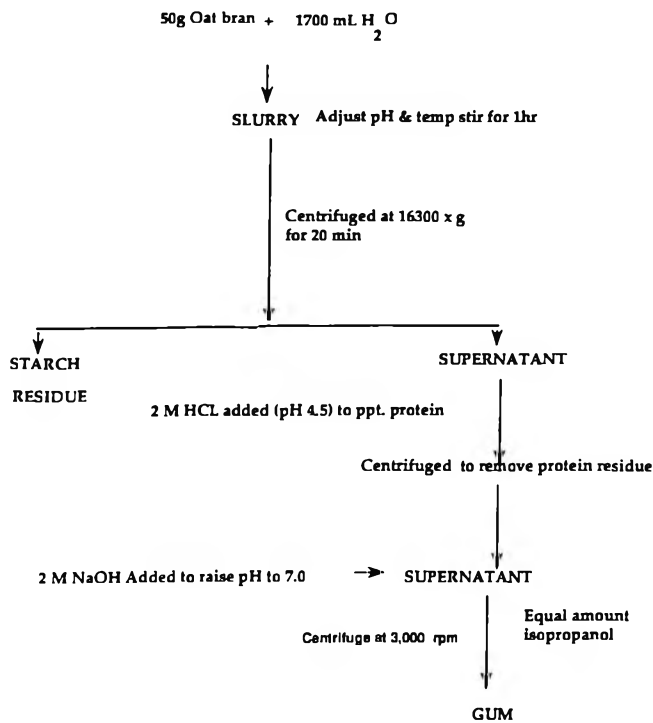 50g Oat bran + 1700 mL H2O
SLURRY Adjust pH & temp stir for 1hr
Centrifuged at 16300 x g
for 20 min
STARCH
RESIDUE
SUPERNATANT
2 M HCL added (pH 4.5) to ppt. protein
Centrifuged to remove protein residue
2 M NaOH Added to raise pH to 7.0
SUPERNATANT
Equal amount
isopropanol
Centrifuge at 3,000 rpm
GUM